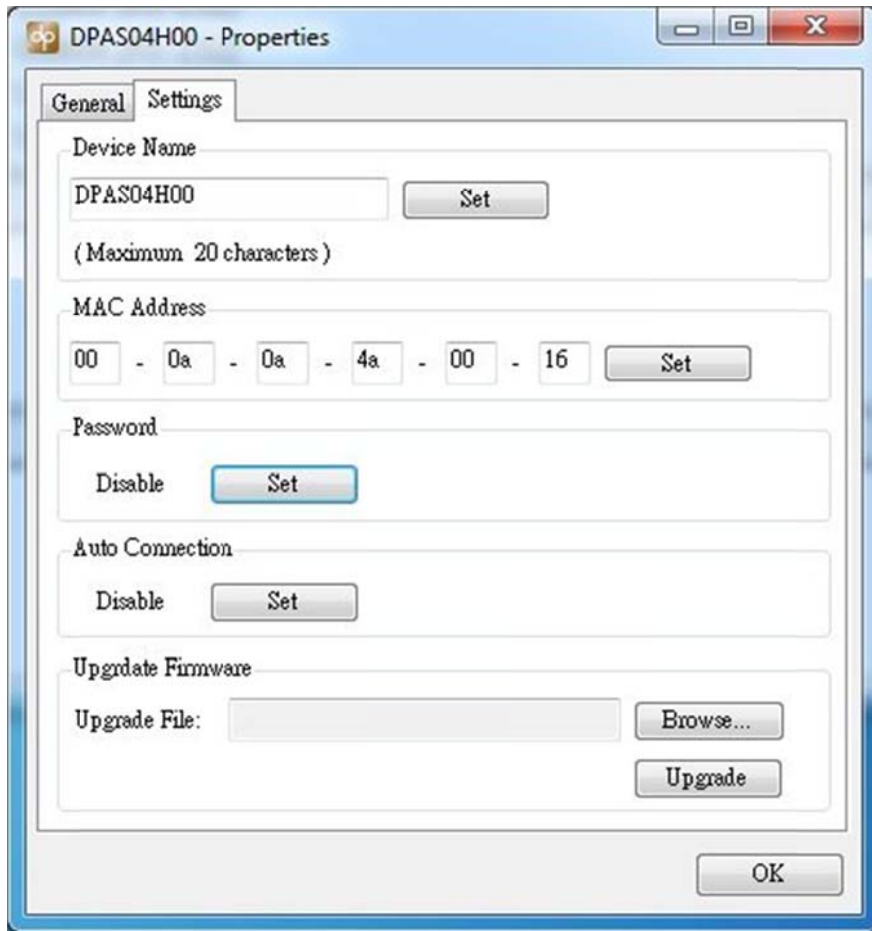 dp DPAS04H00 - Properties
General Settings
Device Name
DPAS04H00 Set
( Maximum 20 characters )
MAC Address
00 - 0a - 0a - 4a - 00 - 16 Set
Password
Disable Set
Auto Connection
Disable Set
Upgrdate Firmware
Upgrade File: Browse...
Upgrade
OK